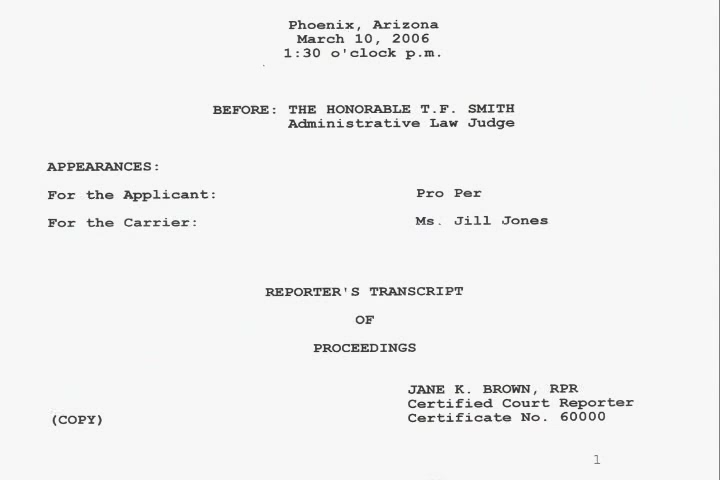 Phoenix, Arizona
March 10, 2006
1:30 o'clock p.m.
BEFORE: THE HONORABLE T.F. SMITH
Administrative Law Judge
APPEARANCES:
For the Applicant: Pro Per
For the Carrier: Ms. Jill Jones
REPORTER'S TRANSCRIPT
OF
PROCEEDINGS
JANE K. BROWN, RPR
Certified Court Reporter
(COPY) Certificate No. 60000
1